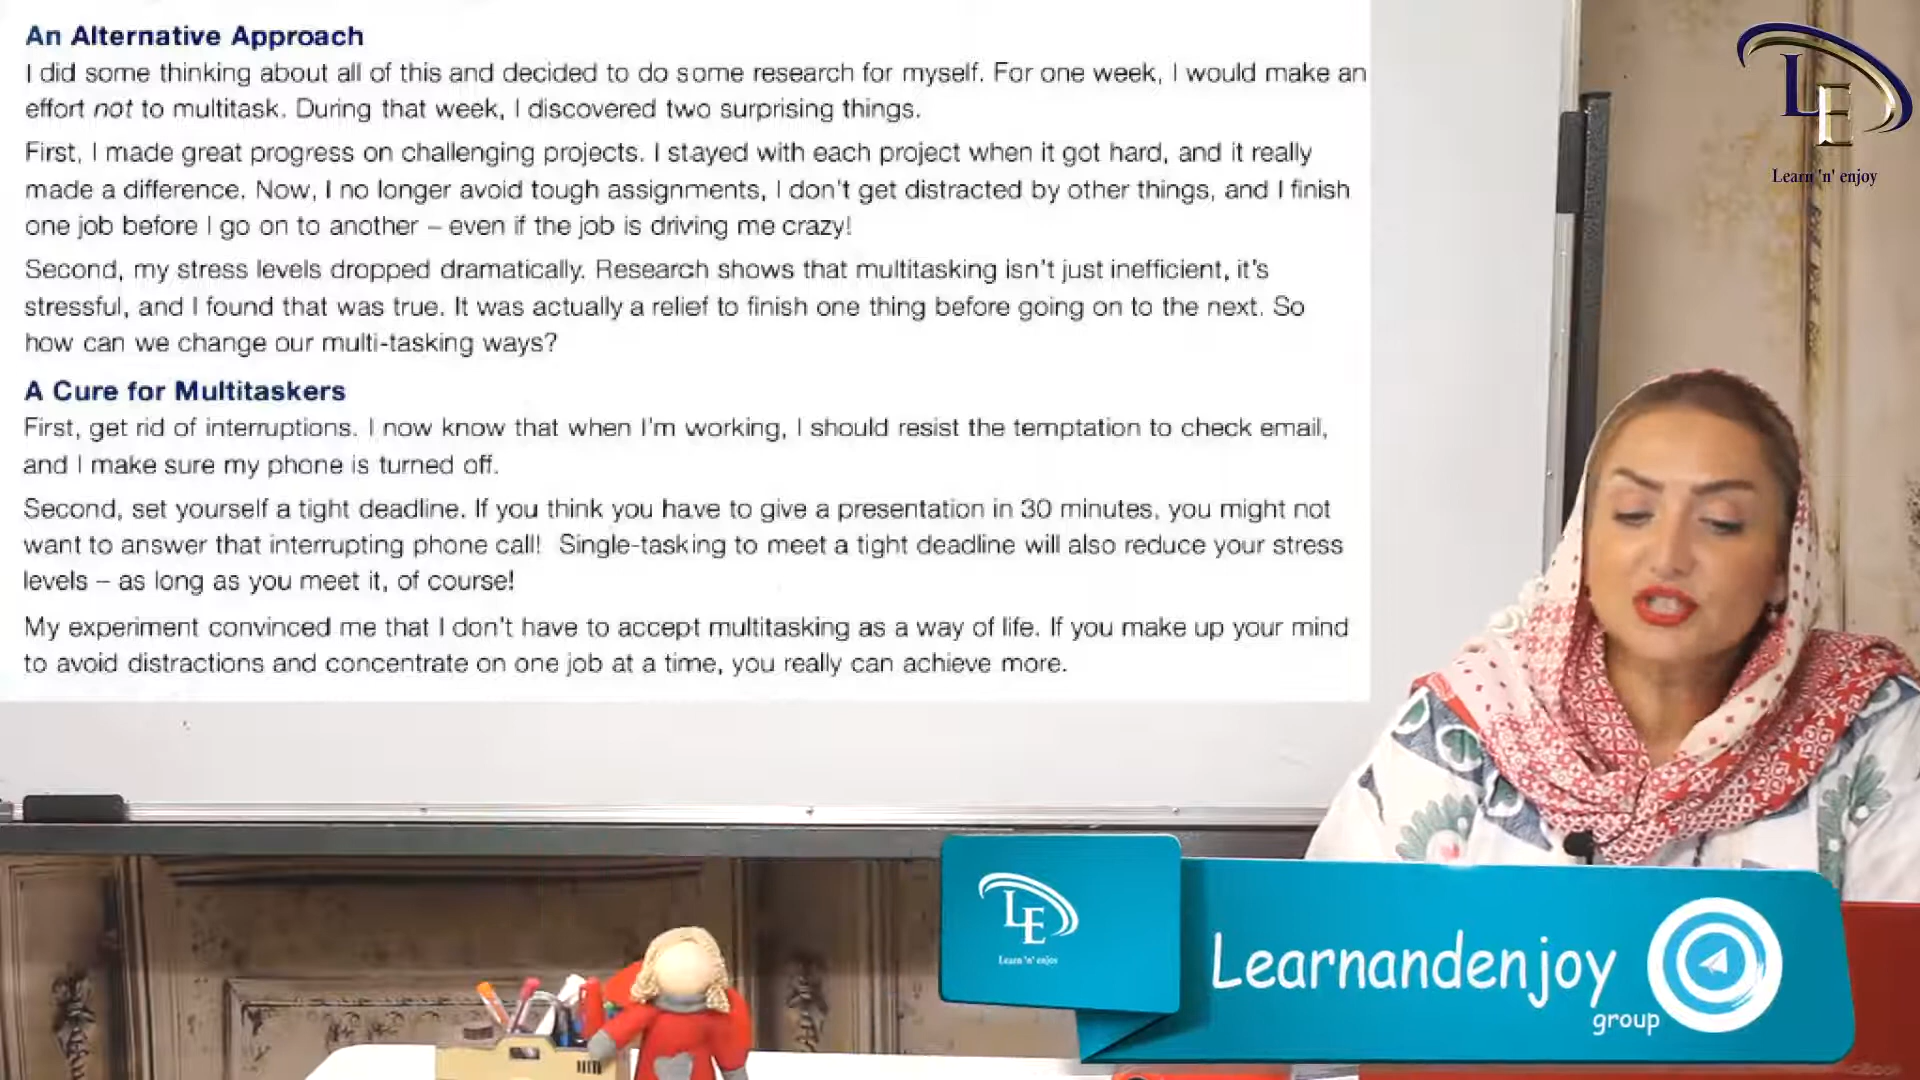 An Alternative Approach
I did some thinking about all of this and decided to do some research for myself. For one week, I would make an
effort not to multitask. During that week, I discovered two surprising things.
First, I made great progress on challenging projects. I stayed with each project when it got hard, and it really
made a difference. Now, I no longer avoid tough assignments, I don't get distracted by other things, and I finish
one job before I go on to another – even if the job is driving me crazy!
Second, my stress levels dropped dramatically. Research shows that multitasking isn't just inefficient, it's
stressful, and I found that was true. It was actually a relief to finish one thing before going on to the next. So
how can we change our multi-tasking ways?
A Cure for Multitaskers
First, get rid of interruptions. I now know that when I'm working, I should resist the temptation to check email,
and I make sure my phone is turned off.
Second, set yourself a tight deadline. If you think you have to give a presentation in 30 minutes, you might not
want to answer that interrupting phone call! Single-tasking to meet a tight deadline will also reduce your stress
levels – as long as you meet it, of course!
My experiment convinced me that I don't have to accept multitasking as a way of life. If you make up your mind
to avoid distractions and concentrate on one job at a time, you really can achieve more.
LE
Learn 'n' enjoy
LE
Learn 'n' enjoy
Learnandenjoy
group